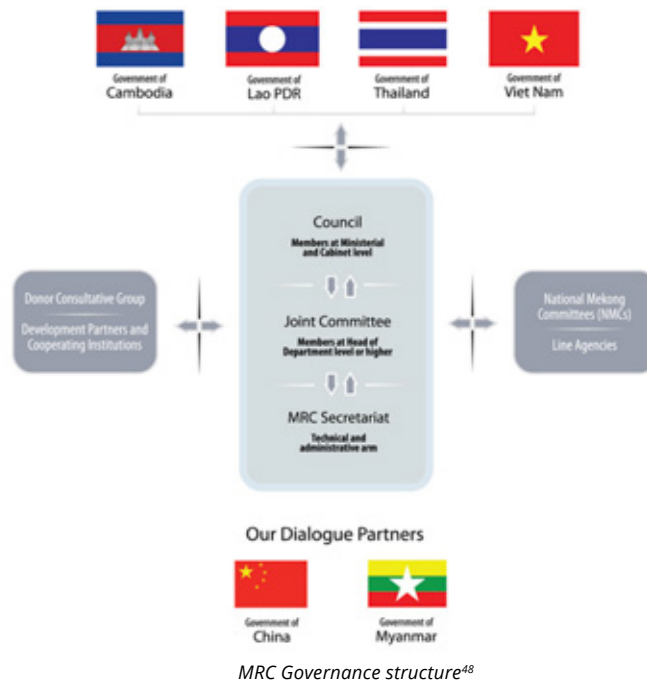 Government of
Cambodia
Government of
Lao PDR
Government of
Thailand
Government of
Viet Nam
Council
Members at Ministerial
and Cabinet level
Donor Consultative Group
Development Partners and
Cooperating Institutions
Joint Committee
Members at Head of
Department level or higher
National Mekong
Committees (NMCs)
Line Agencies
MRC Secretariat
Technical and
administrative arm
Our Dialogue Partners
Government of
China
Government of
Myanmar
MRC Governance structure48